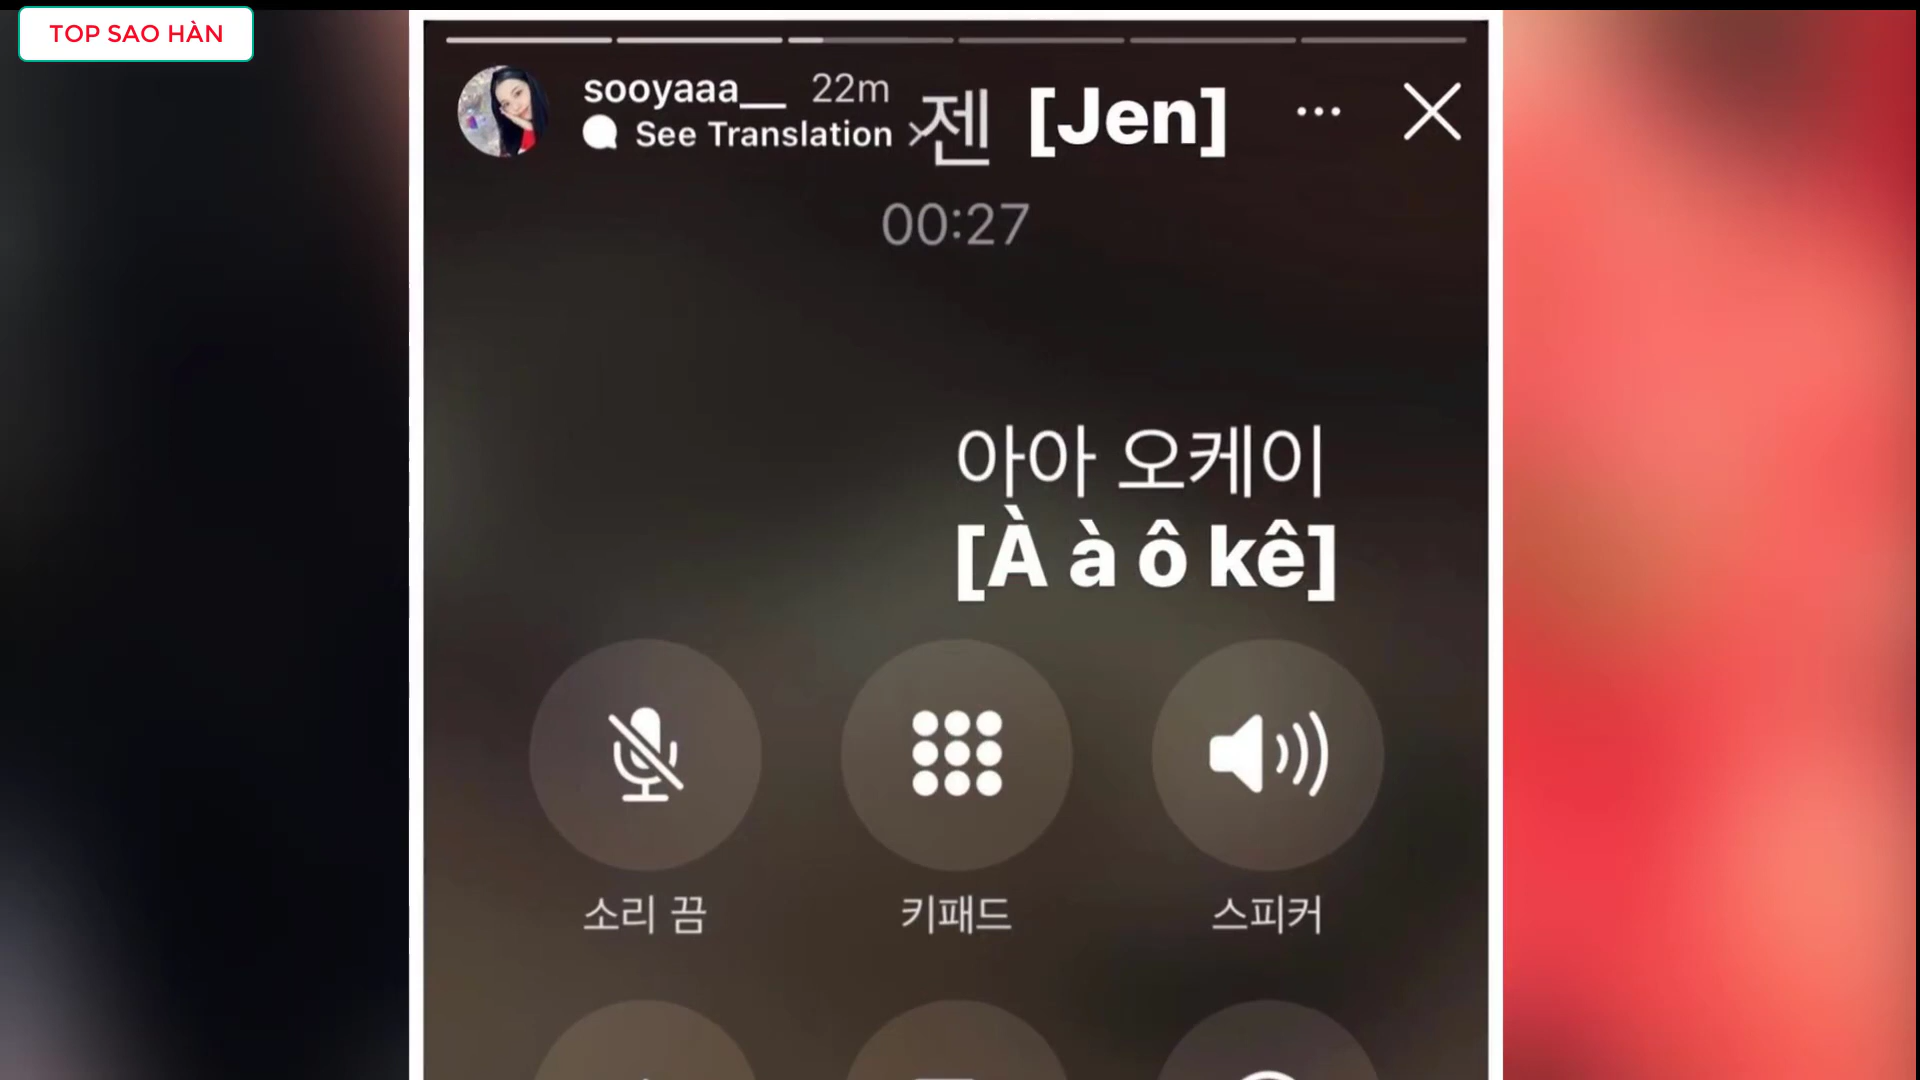 TOP SAO HÀN
sooyaaa__ 22m
See Translation
젠 [Jen]
00:27
아아 오케이
[À à ô kê]
소리 끔
키패드
스피커